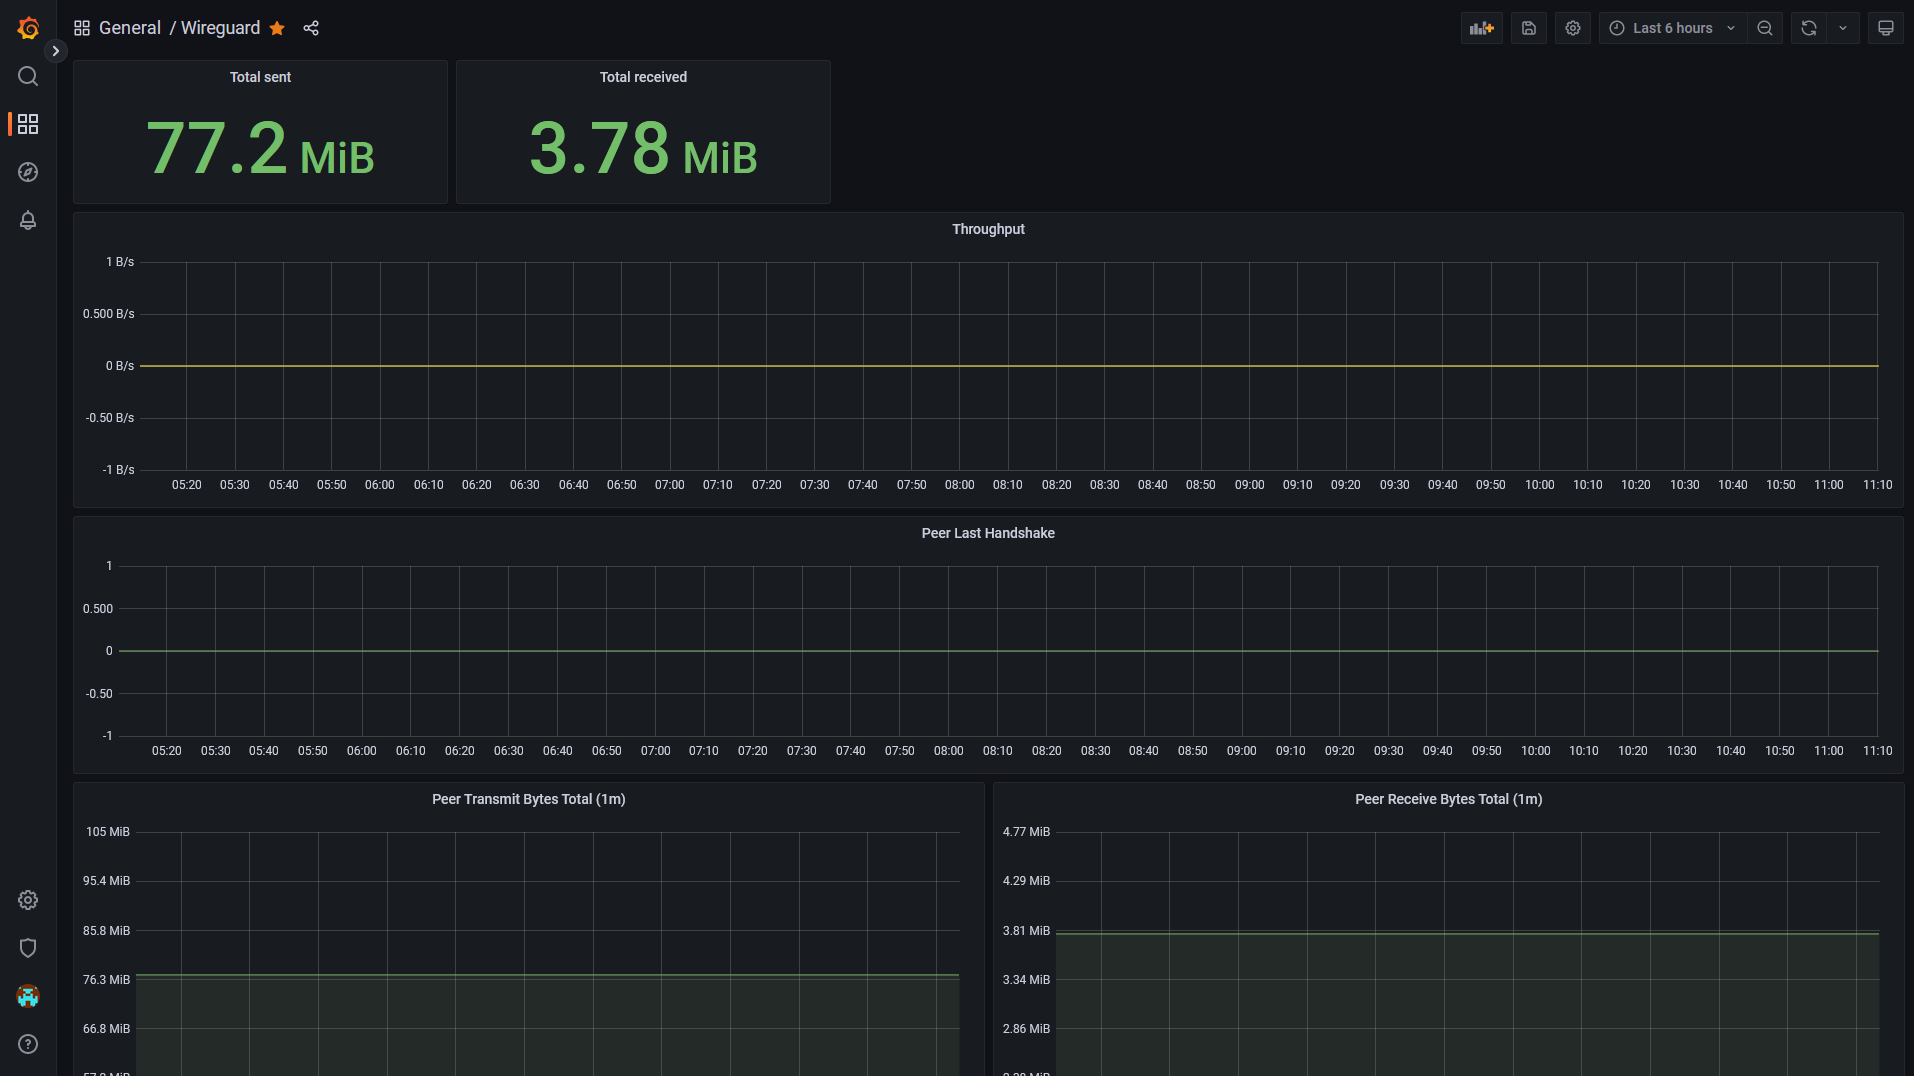 General / Wireguard
Last 6 hours
Total sent
77.2 MiB
Total received
3.78 MiB
Throughput
1 B/s
0.500 B/s
0 B/s
-0.50 B/s
-1 B/s
05:20 05:30 05:40 05:50 06:00 06:10 06:20 06:30 06:40 06:50 07:00 07:10 07:20 07:30 07:40 07:50 08:00 08:10 08:20 08:30 08:40 08:50 09:00 09:10 09:20 09:30 09:40 09:50 10:00 10:10 10:20 10:30 10:40 10:50 11:00 11:10
Peer Last Handshake
1
0.500
0
-0.50
-1
05:20 05:30 05:40 05:50 06:00 06:10 06:20 06:30 06:40 06:50 07:00 07:10 07:20 07:30 07:40 07:50 08:00 08:10 08:20 08:30 08:40 08:50 09:00 09:10 09:20 09:30 09:40 09:50 10:00 10:10 10:20 10:30 10:40 10:50 11:00 11:10
Peer Transmit Bytes Total (1m)
105 MiB
95.4 MiB
85.8 MiB
76.3 MiB
66.8 MiB
Peer Receive Bytes Total (1m)
4.77 MiB
4.29 MiB
3.81 MiB
3.34 MiB
2.86 MiB